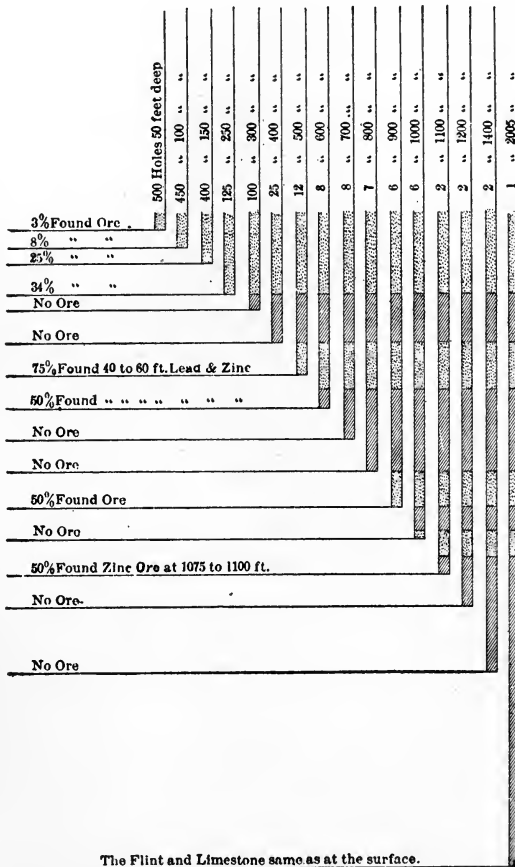 500 Holes 50 feet deep
450 „ 100 „ „
400 „ 150 „ „
125 „ 250 „ „
100 „ 300 „ „
25 „ 400 „ „
12 „ 500 „ „
8 „ 600 „ „
8 „ 700 „ „
7 „ 800 „ „
6 „ 900 „ „
6 „ 1000 „ „
2 „ 1100 „ „
2 „ 1200 „ „
2 „ 1400 „ „
1 „ 2005 „ „
3% Found Ore
8% „ „
25% „ „
34% „ „
No Ore
No Ore
75% Found 40 to 60 ft. Lead & Zinc
50% Found „ „ „ „ „ „ „
No Ore
No Ore
50% Found Ore
No Oro
50% Found Zinc Ore at 1075 to 1100 ft.
No Ore
No Ore
The Flint and Limestone same as at the surface.